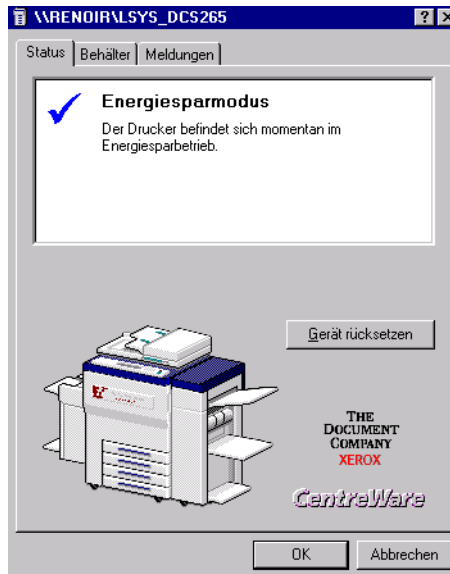 \\RENOIR\LSYS_DCS265
Status
Behälter
Meldungen
Energiesparmodus
Der Drucker befindet sich momentan im
Energiesparbetrieb.
Gerät rücksetzen
THE
DOCUMENT
COMPANY
XEROX
CentreWare
OK
Abbrechen